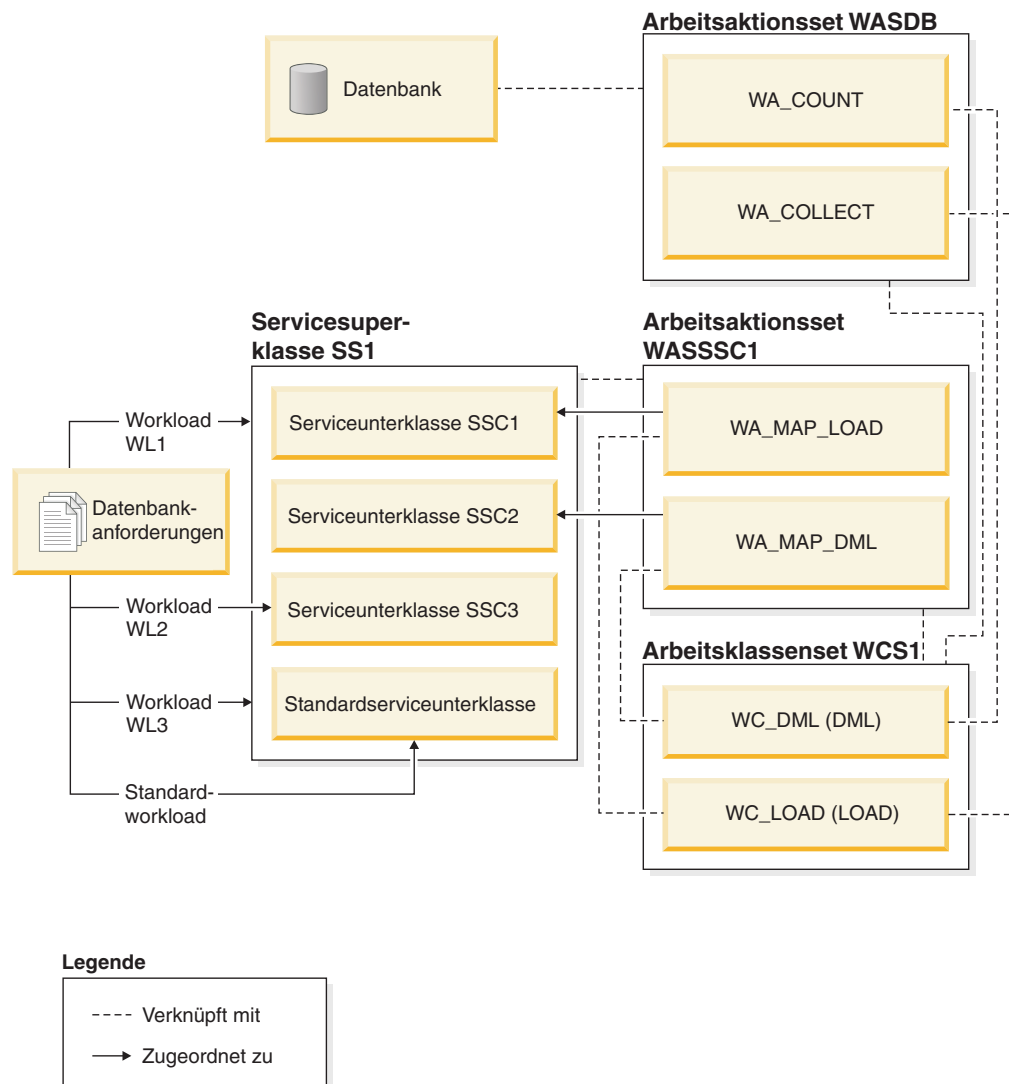 Arbeitsaktionsset WASDB
Datenbank
WA_COUNT
WA_COLLECT
Servicesuper-
klasse SS1
Arbeitsaktionsset
WASSSC1
Workload
WL1
Serviceunterklasse SSC1
WA_MAP_LOAD
Datenbank-
anforderungen
Serviceunterklasse SSC2
WA_MAP_DML
Workload
WL2
Serviceunterklasse SSC3
Arbeitsklassenset WCS1
Workload
WL3
Standardserviceunterklasse
WC_DML (DML)
Standard-
workload
WC_LOAD (LOAD)
Legende
Verknüpft mit
Zugeordnet zu